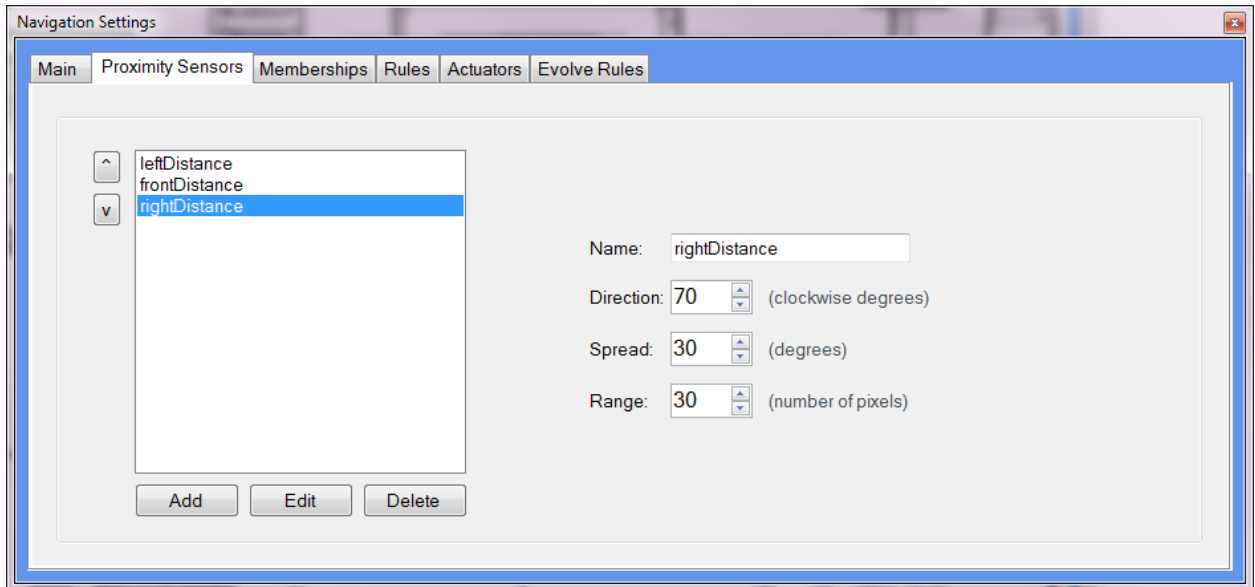 Navigation Settings
Main Proximity Sensors Memberships Rules Actuators Evolve Rules
^
leftDistance
frontDistance
v
rightDistance
Name: rightDistance
Direction: 70 (clockwise degrees)
Spread: 30 (degrees)
Range: 30 (number of pixels)
Add Edit Delete